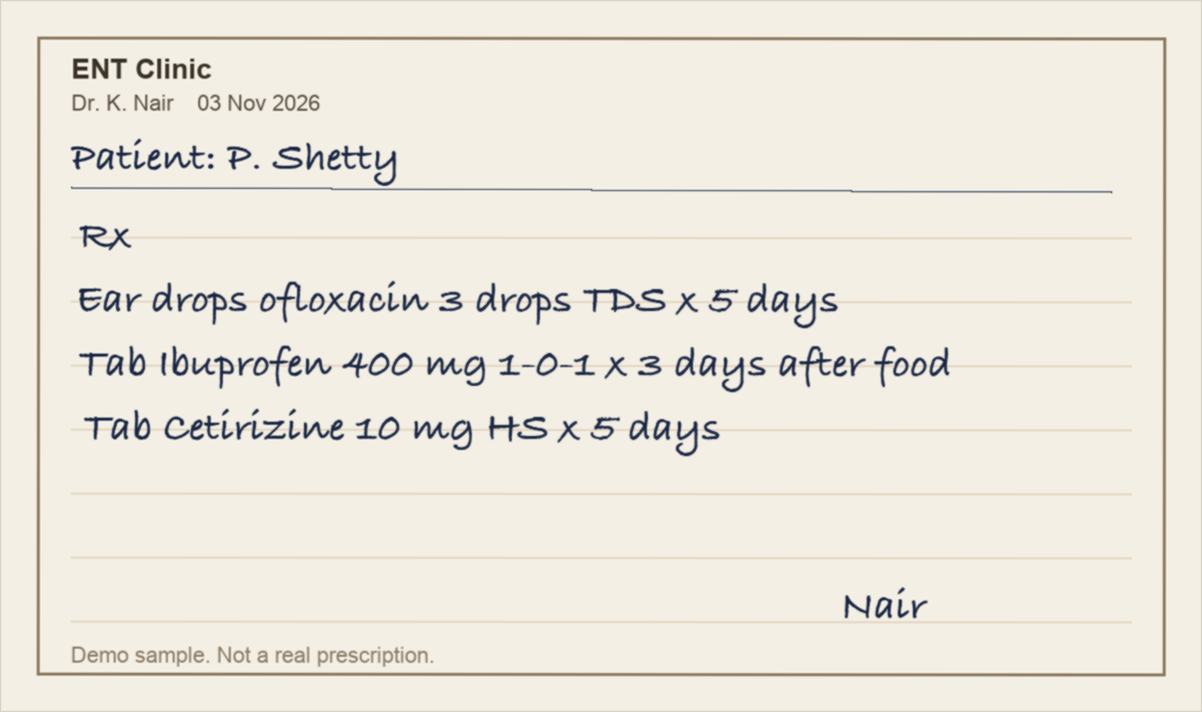 ENT Clinic
Dr. K. Nair 03 Nov 2026
Patient: P. Shetty
Rx
Ear drops ofloxacin 3 drops TDS x 5 days
Tab Ibuprofen 400 mg 1-0-1 x 3 days after food
Tab Cetirizine 10 mg HS x 5 days
Nair
Demo sample. Not a real prescription.